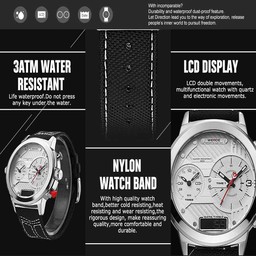 With incomparable?
Durability and waterproof dust-proof feature
Let Direction lead you to the way of exploration, release
people's inner world to pursuit freedom.
3ATM WATER
RESISTANT
Life waterproof.Do not press
any key under.the water.
LCD DISPLAY
LCD double movements,
multifunctional watch with quartz
and electronic movements.
NYLON
WATCH BAND
With high quality watch
band,better cold resisting,heat
resisting and wear resisting,the
rigorous design, make reassuring
quality,more comfortable and
durable.